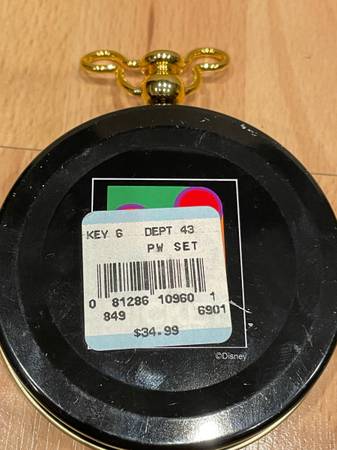 KEY 6 DEPT 43
PW SET
0 81286 10960 1
849 6901
$34.99
©Disney